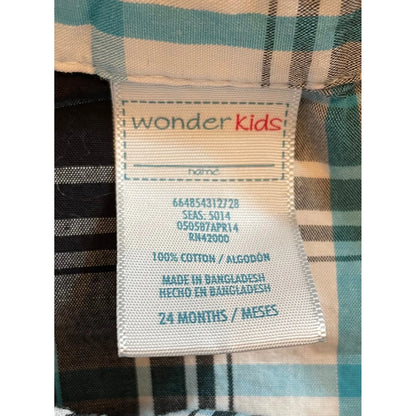 wonder kids
name
664854312/28
SEAS: 5014
050587APR14
RN42000
100% COTTON / ALGODÓN
MADE IN BANGLADESH
HECHO EN BANGLADESH
24 MONTHS / MESES